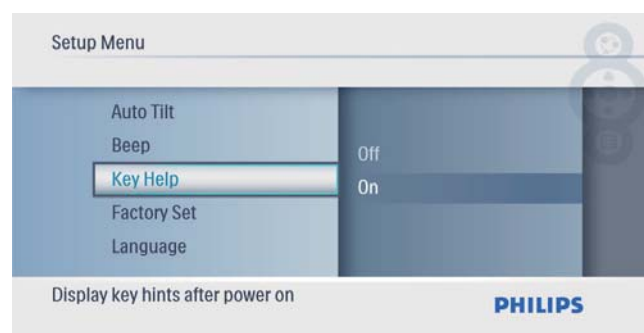 Setup Menu
Auto Tilt
Beep
Key Help
Factory Set
Language
Off
On
Display key hints after power on
PHILIPS